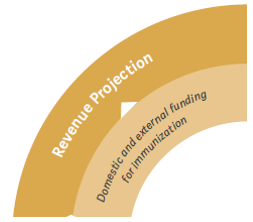 Revenue Projection
Domestic and external funding
for immunization